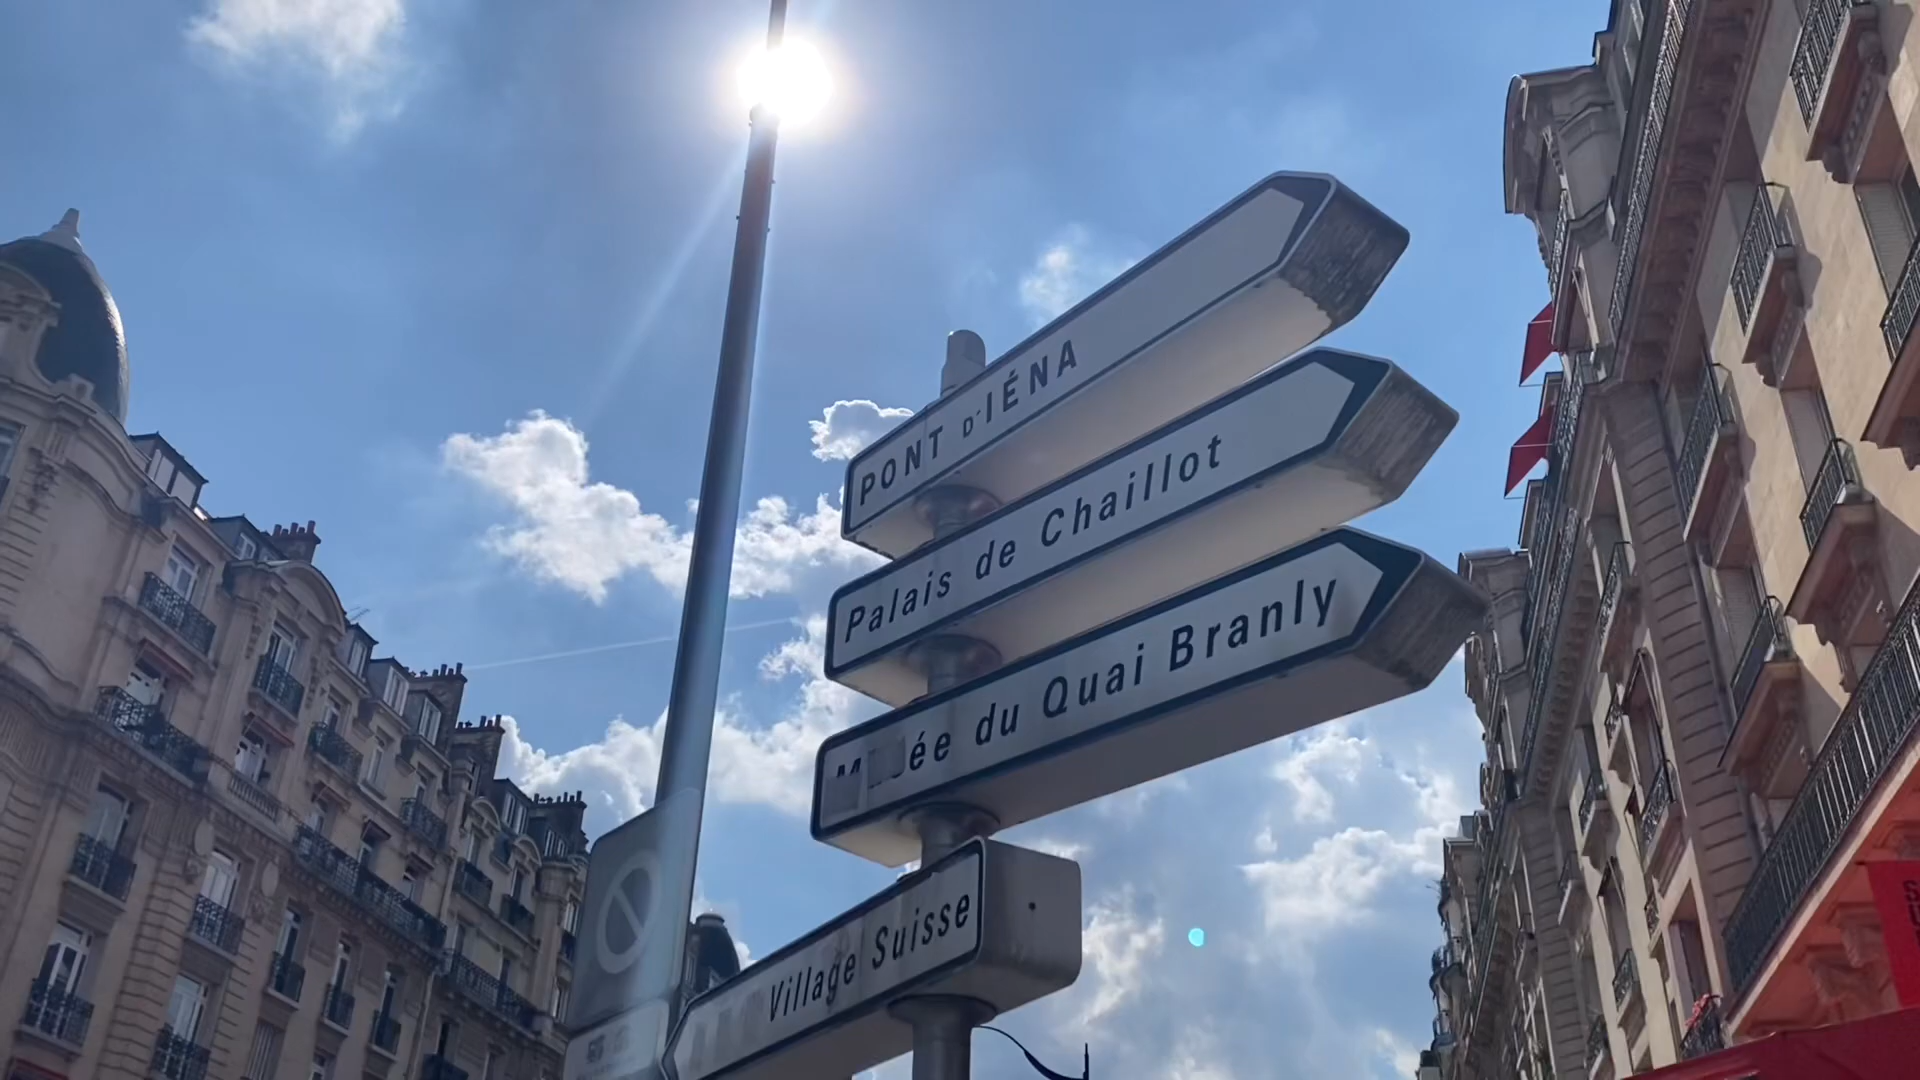 PONT D'IÉNA
Palais de Chaillot
ée du Quai Branly
Village Suisse